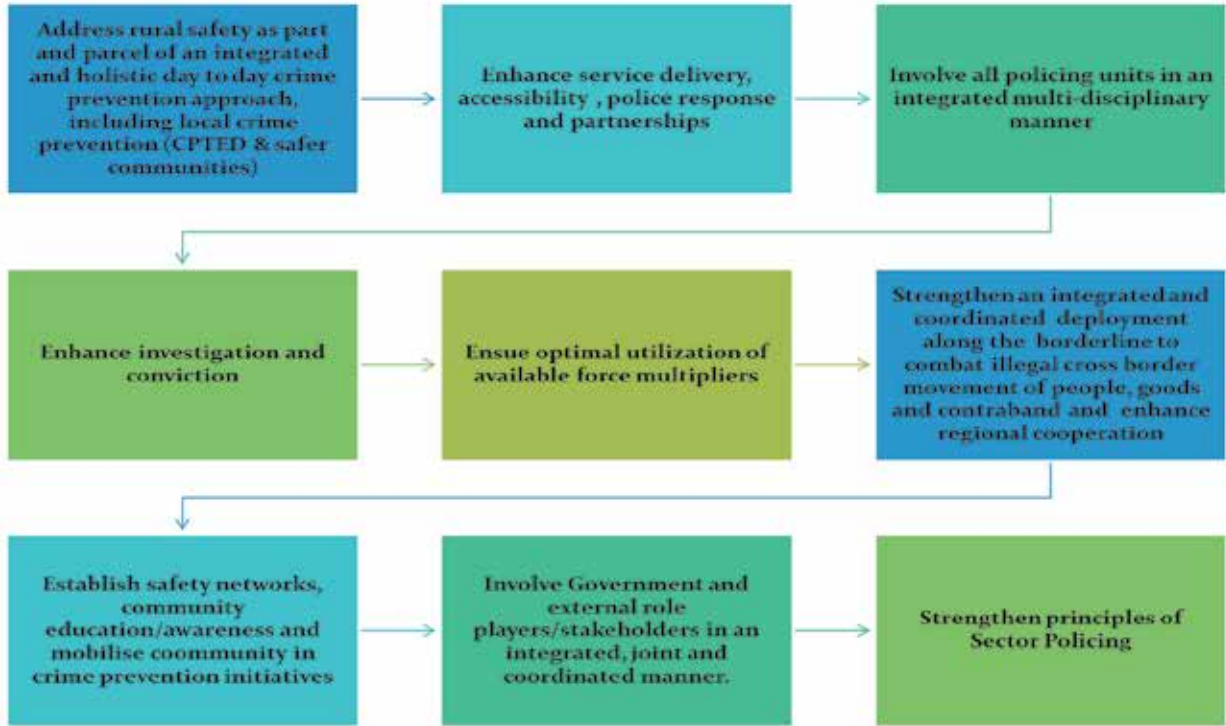 Address rural safety as part
and parcel of an integrated
and holistic day to day crime
prevention approach,
including local crime
prevention (CPTED & safer
communities)
Enhance service delivery,
accessibility , police response
and partnerships
Involve all policing units in an
integrated multi-disciplinary
manner
Enhance investigation and
conviction
Ensue optimal utilization of
available force multipliers
Strengthen an integrated and
coordinated deployment
along the borderline to
combat illegal cross border
movement of people, goods
and contraband and enhance
regional cooperation
Establish safety networks,
community
education/awareness and
mobilise coommunity in
crime prevention initiatives
Involve Government and
external role
players/stakeholders in an
integrated, joint and
coordinated manner.
Strengthen principles of
Sector Policing